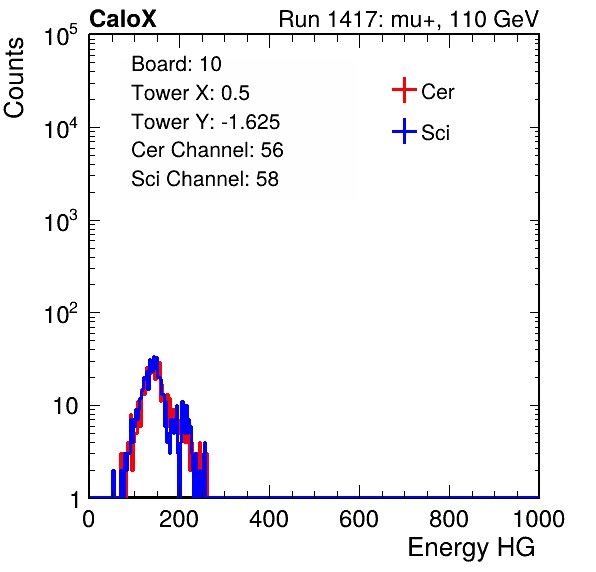 CaloX Run 1417: mu+, 110 GeV
Counts
Board: 10
Tower X: 0.5
Tower Y: -1.625
Cer Channel: 56
Sci Channel: 58
Cer
Sci
10^5
10^4
10^3
10^2
10
1
0 200 400 600 800 1000
Energy HG